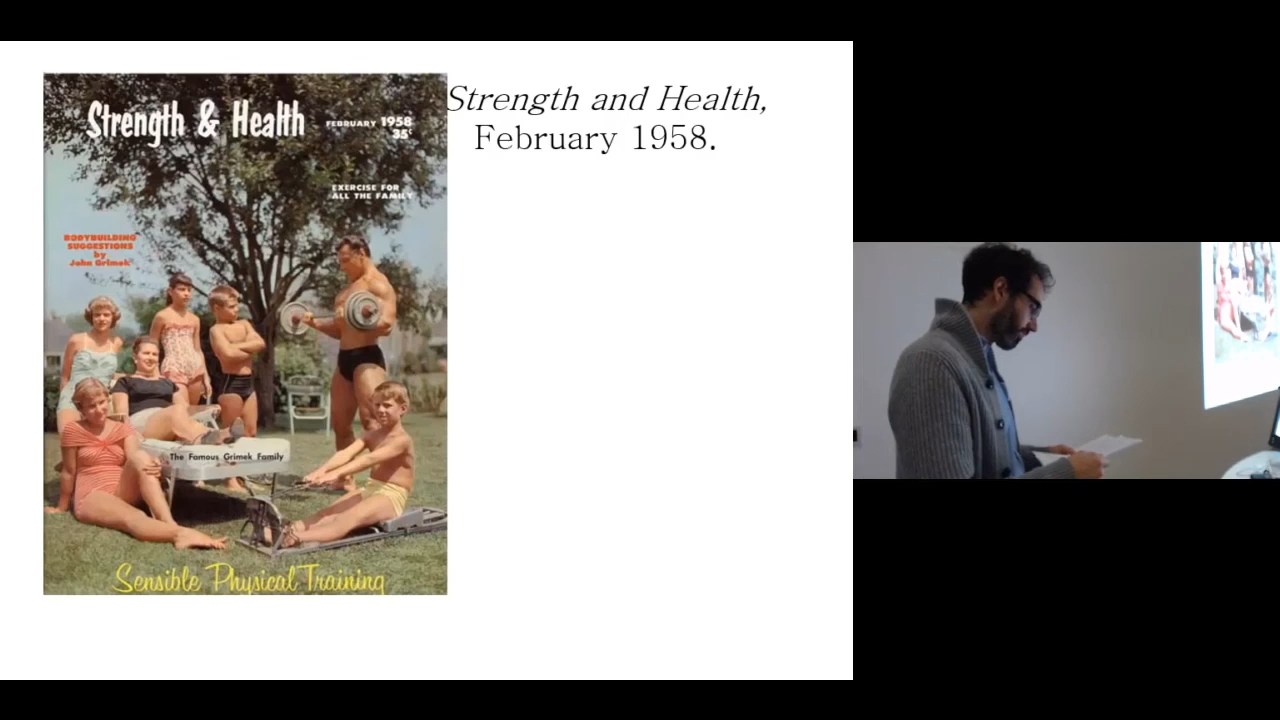 Strength & Health
FEBRUARY 1958
35¢
EXERCISE FOR
ALL THE FAMILY
BODYBUILDING
SUGGESTIONS
by
John Grimek
The Famous Grimek Family
Sensible Physical Training
Strength and Health,
February 1958.